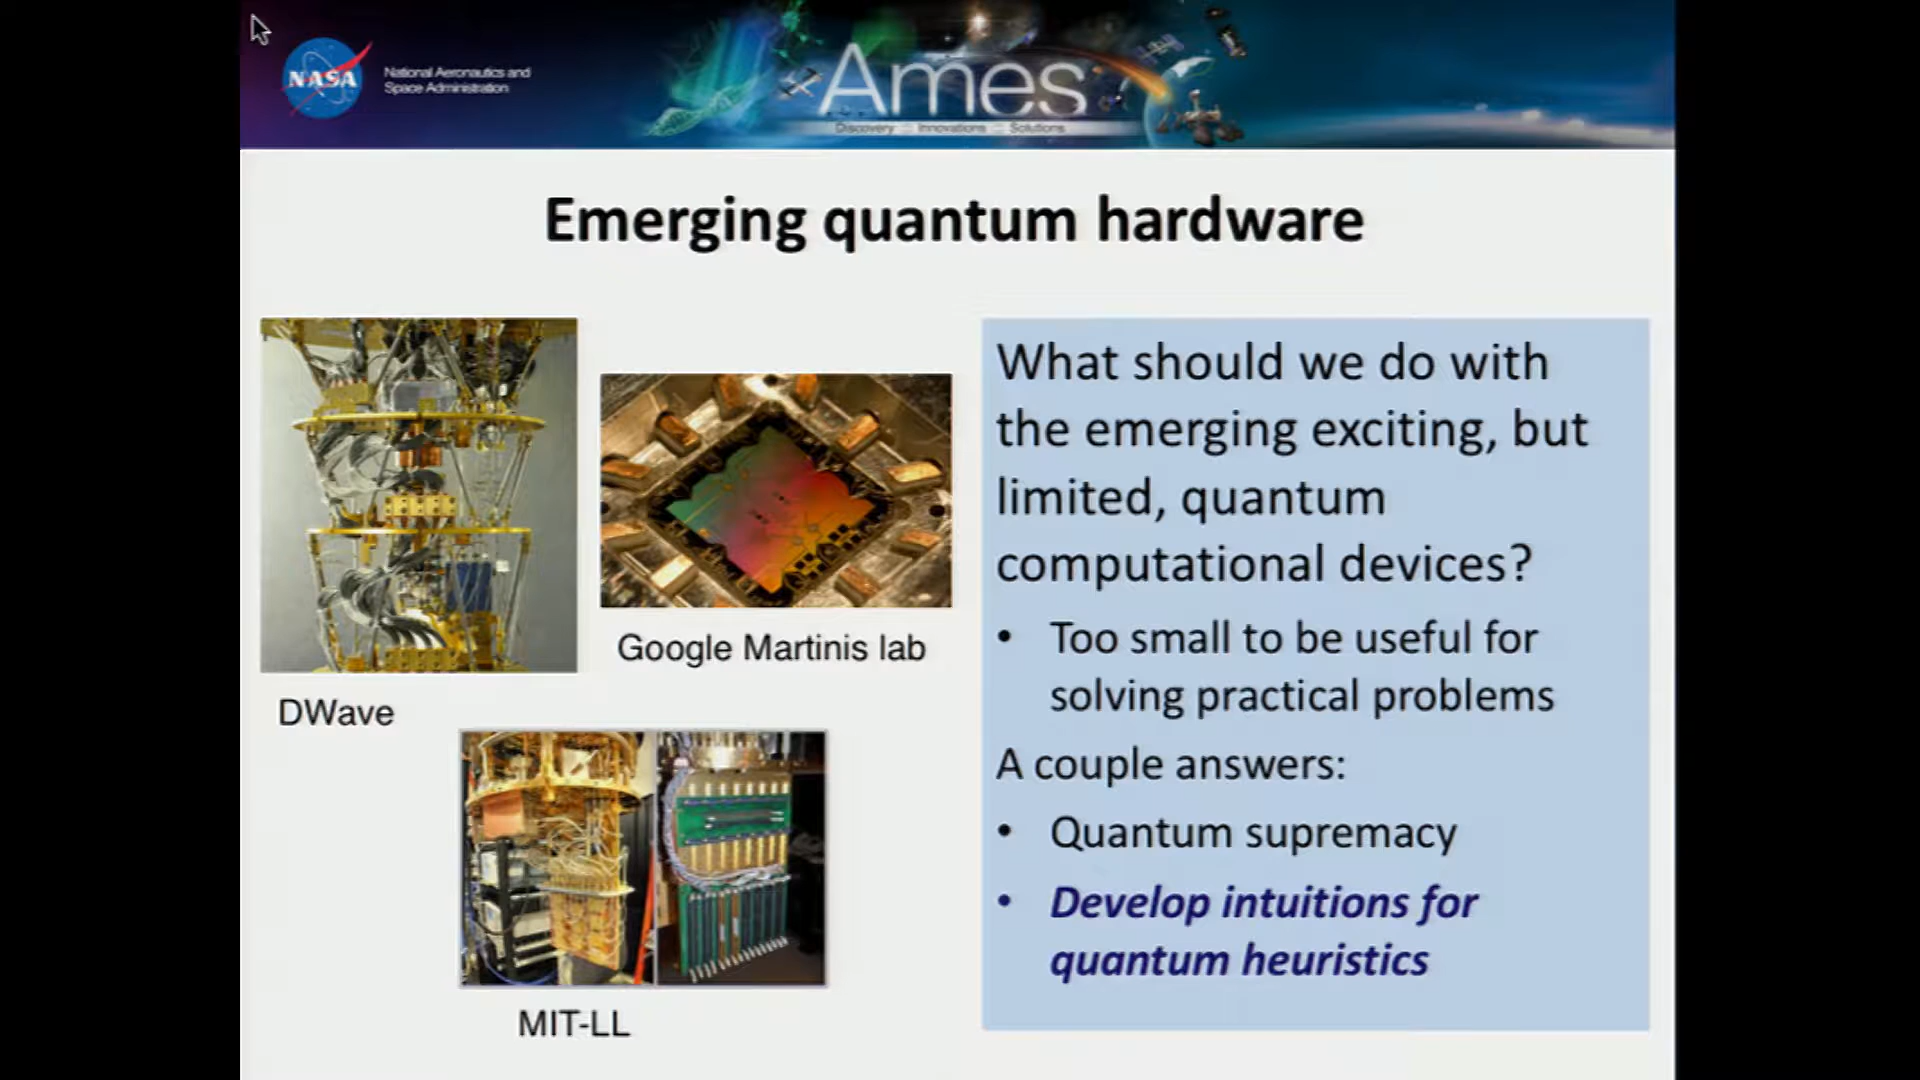 NASA
National Aeronautics and
Space Administration
Ames
Discovery Innovations Solutions
Emerging quantum hardware
DWave
Google Martinis lab
MIT-LL
What should we do with
the emerging exciting, but
limited, quantum
computational devices?
• Too small to be useful for
solving practical problems
A couple answers:
• Quantum supremacy
• Develop intuitions for
quantum heuristics